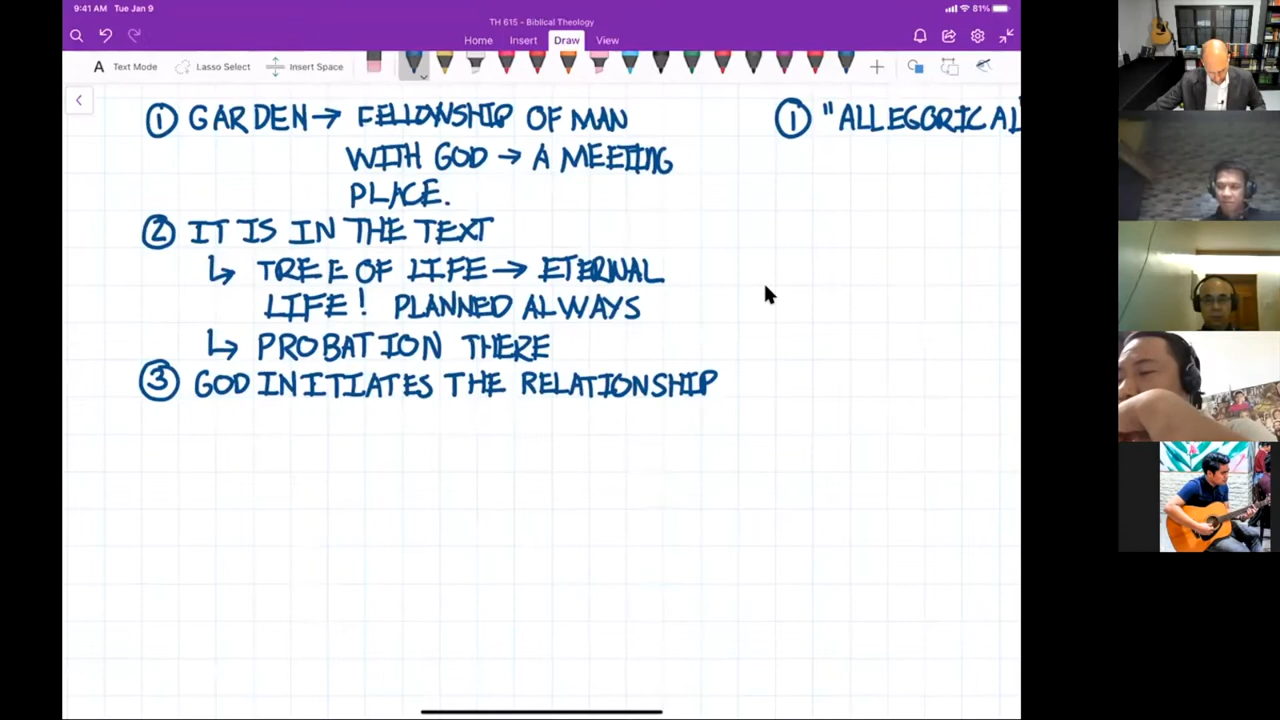 9:41 AM Tue Jan 9
81%
TH 615 - Biblical Theology
Home Insert Draw View
Text Mode Lasso Select Insert Space
① GARDEN → FELLOWSHIP OF MAN
WITH GOD → A MEETING
PLACE.
② IT IS IN THE TEXT
↳ TREE OF LIFE → ETERNAL
LIFE! PLANNED ALWAYS
↳ PROBATION THERE
③ GOD INITIATES THE RELATIONSHIP
① "ALLEGORICAL